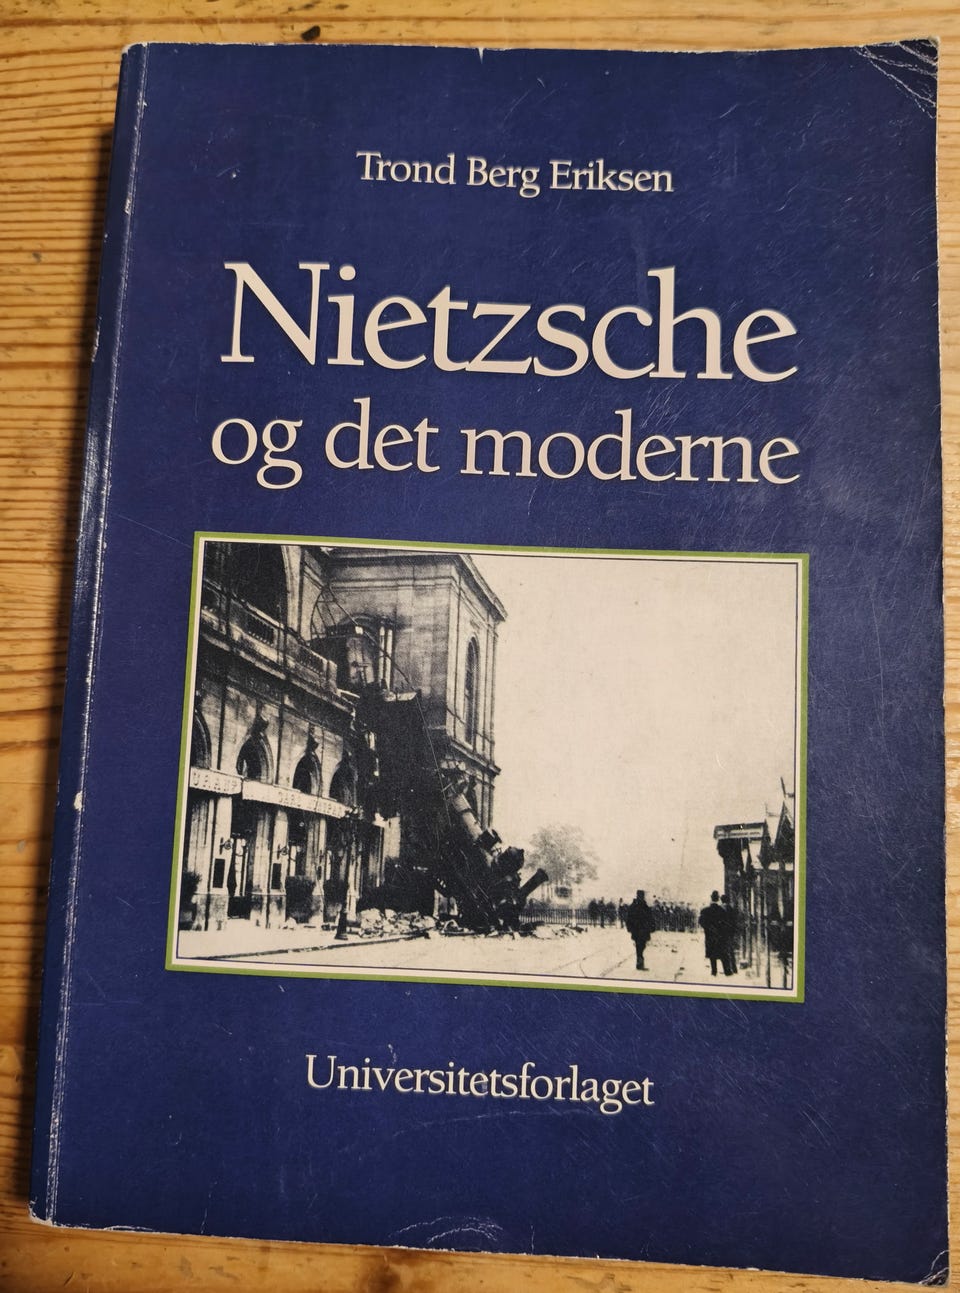 Trond Berg Eriksen
Nietzsche
og det moderne
Universitetsforlaget